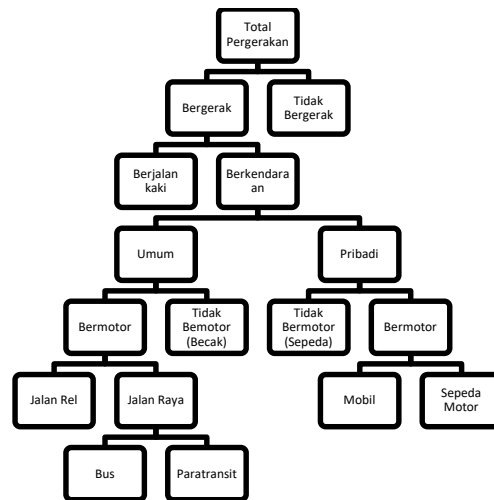 Total
Pergerakan
Bergerak
Tidak
Bergerak
Berjalan
kaki
Berkendara
an
Umum
Pribadi
Bermotor
Tidak
Bemotor
(Becak)
Tidak
Bermotor
(Sepeda)
Bermotor
Jalan Rel
Jalan Raya
Mobil
Sepeda
Motor
Bus
Paratransit